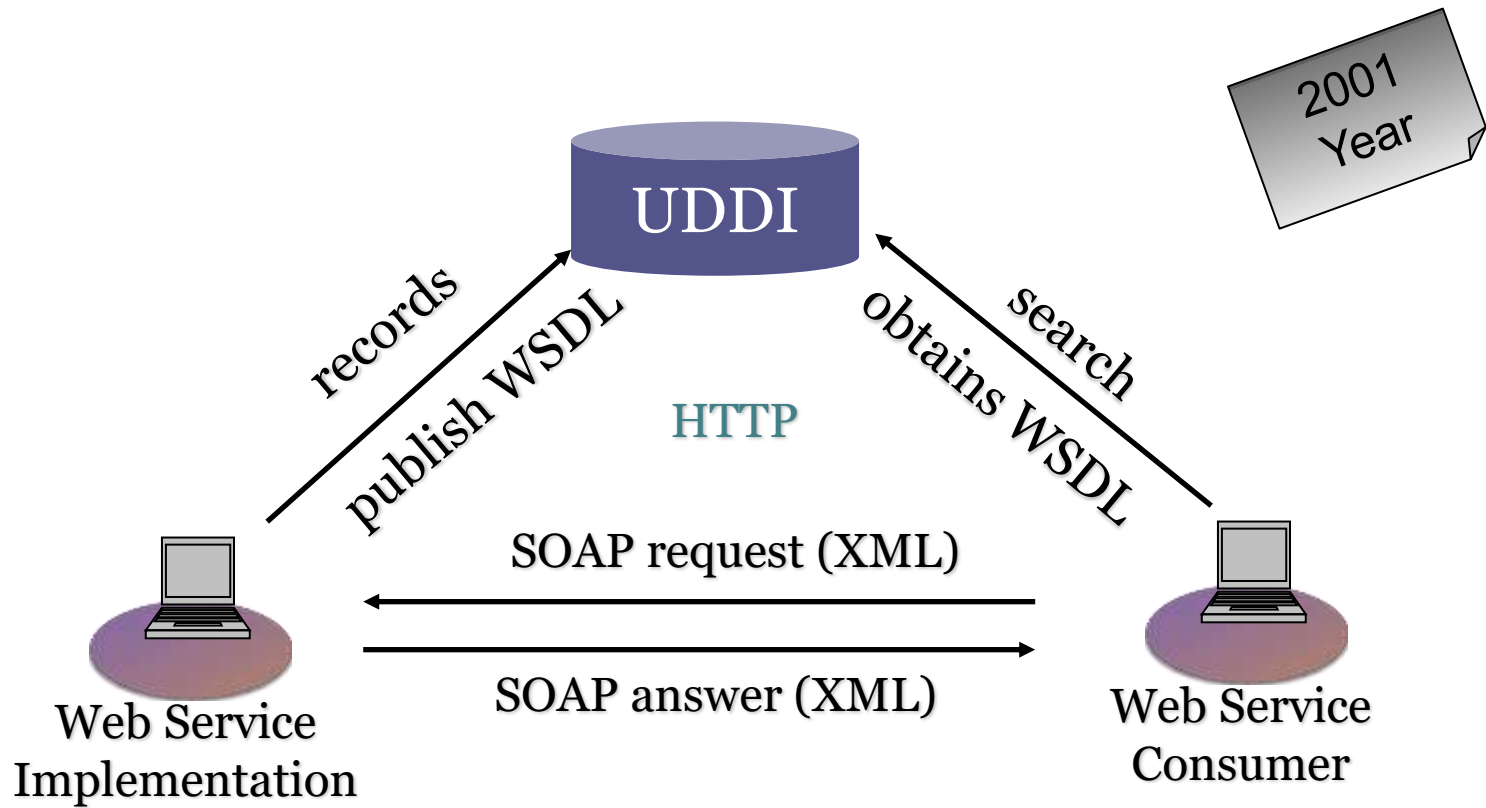 2001
Year
UDDI
records
publish WSDL
search
obtains WSDL
HTTP
SOAP request (XML)
SOAP answer (XML)
Web Service
Implementation
Web Service
Consumer